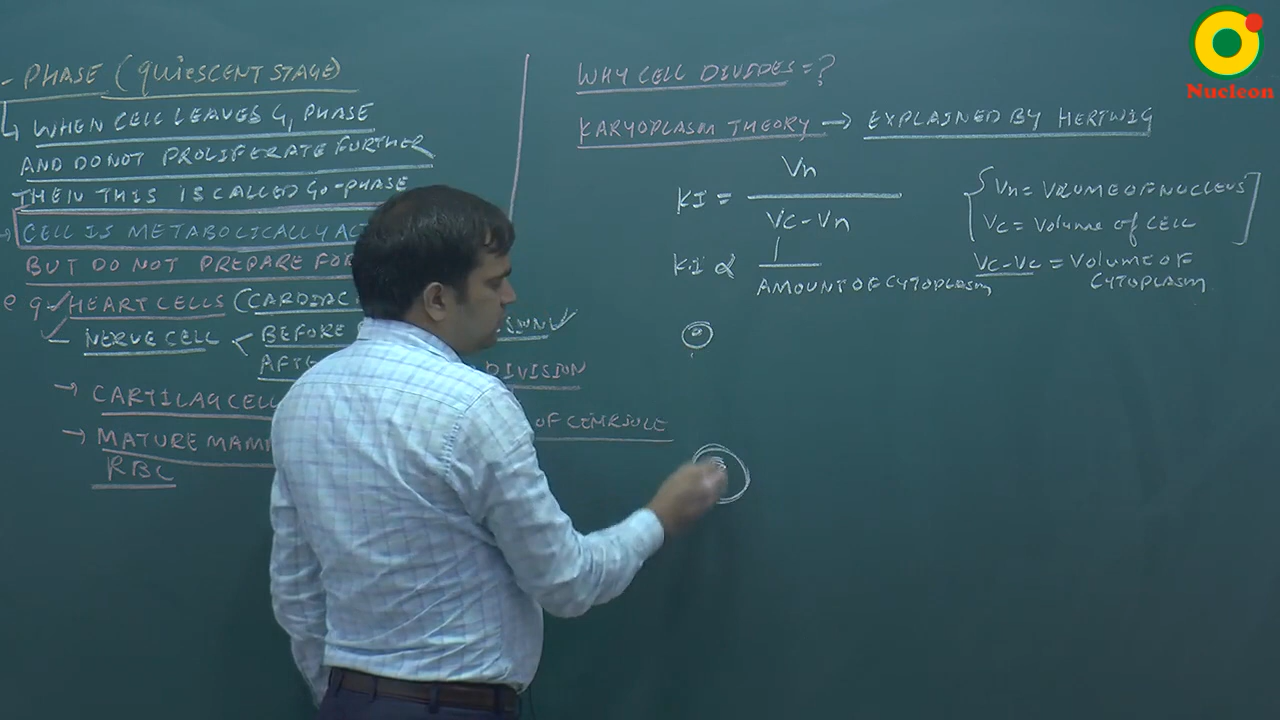 - PHASE (QUIESCENT STAGE)
WHEN CELL LEAVES G1 PHASE
AND DO NOT PROLIFERATE FURTHER
THEN THIS IS CALLED G0-PHASE
CELL IS METABOLICALLY AC
BUT DO NOT PREPARE FOR
e g HEART CELLS (CARDIAC
NERVE CELL < BEFORE
AFT DIVISION
→ CARTILAGE CELL
OF CEMRSULE
→ MATURE MAM
RBC
WHY CELL DIVIDES=?
KARYOPLASM THEORY → EXPLAINED BY HERTWIG
KI = Vn
VC-Vn
Vn = VOLUME OF NUCLEUS
VC = Volume of CELL
KI ∝ 1
AMOUNT OF CYTOPLASM
VC-VC = VOLUME OF
CYTOPLASM
Nucleon